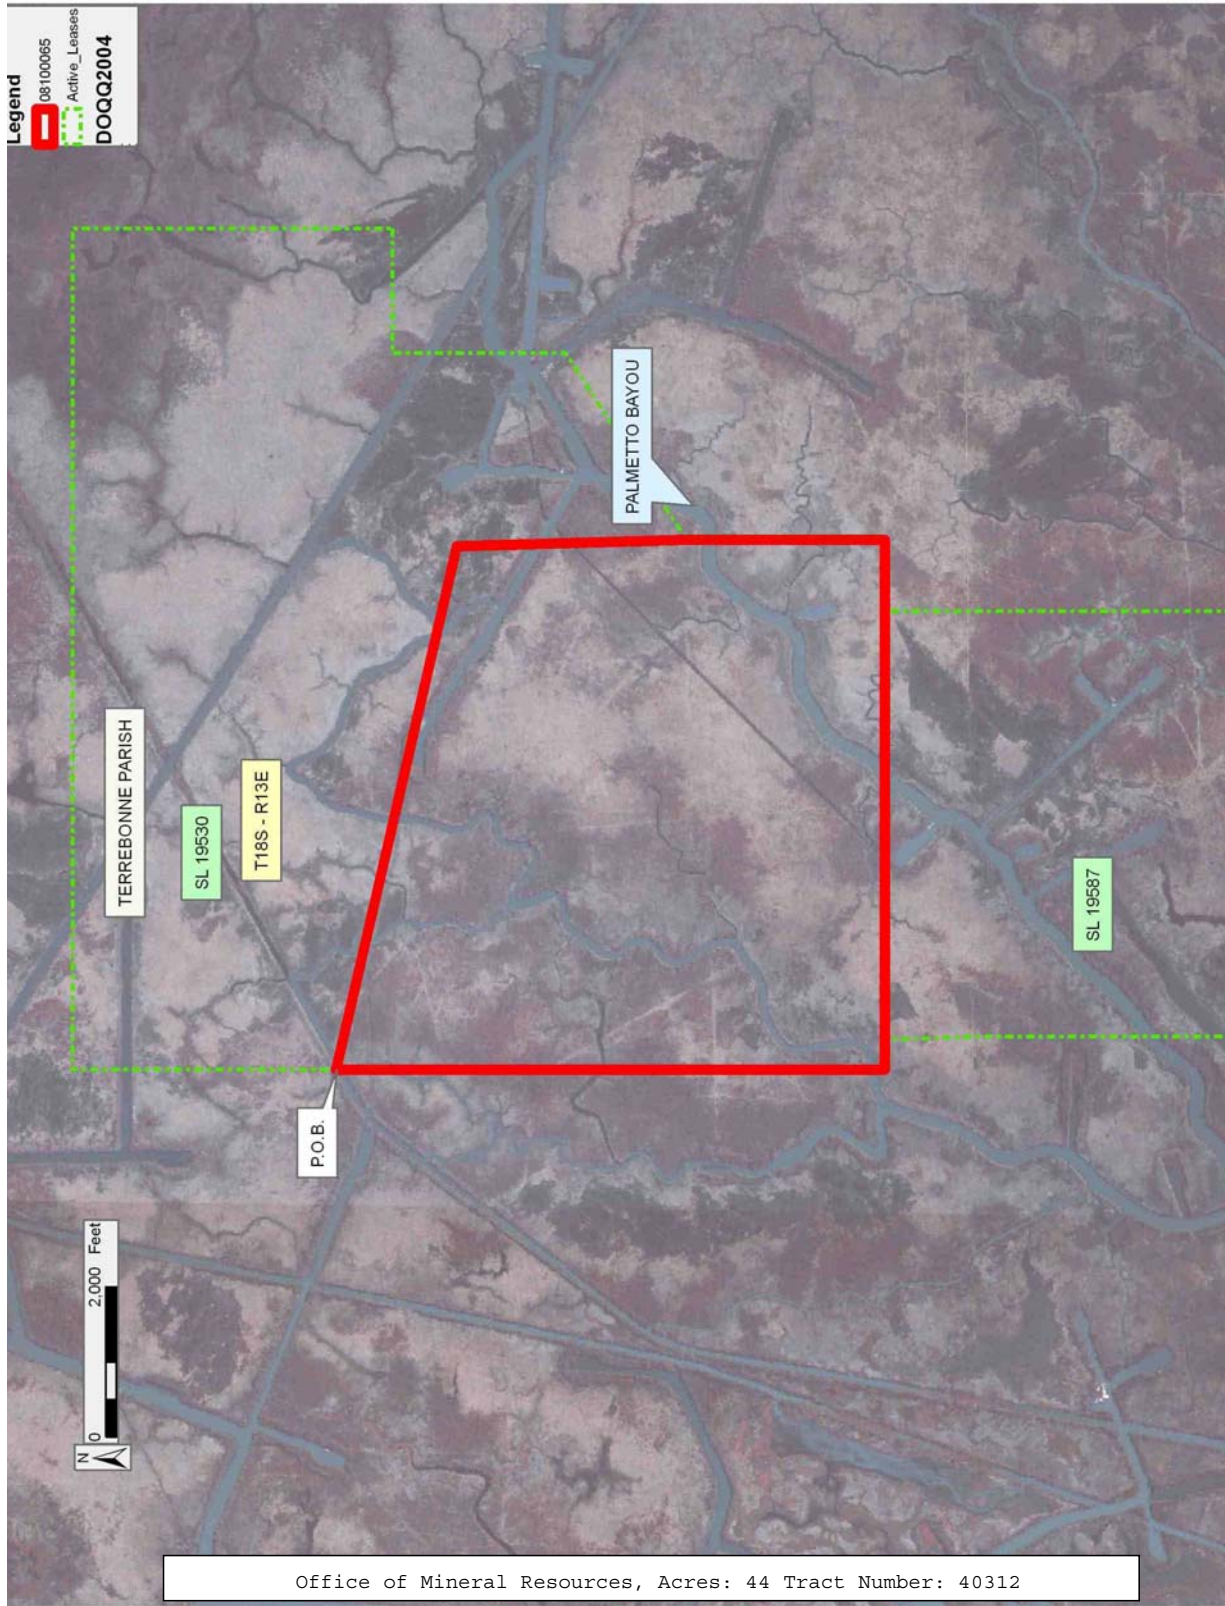 Legend
08100065
Active_Leases
DOQQ2004
TERREBONNE PARISH
SL 19530
T18S - R13E
PALMETTO BAYOU
P.O.B.
SL 19587
0 2,000 Feet
N
Office of Mineral Resources, Acres: 44 Tract Number: 40312